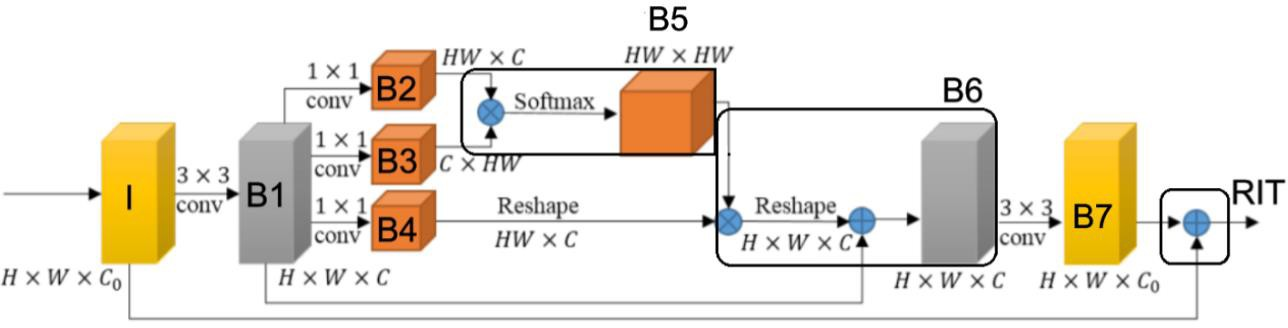 B5
HW × C
HW × HW
1 × 1
conv
B2
Softmax
B6
I
3 × 3
conv
B1
1 × 1
conv
B3
C × HW
1 × 1
conv
B4
Reshape
HW × C
Reshape
H × W × C
3 × 3
conv
B7
RIT
H × W × C₀
H × W × C
H × W × C
H × W × C₀